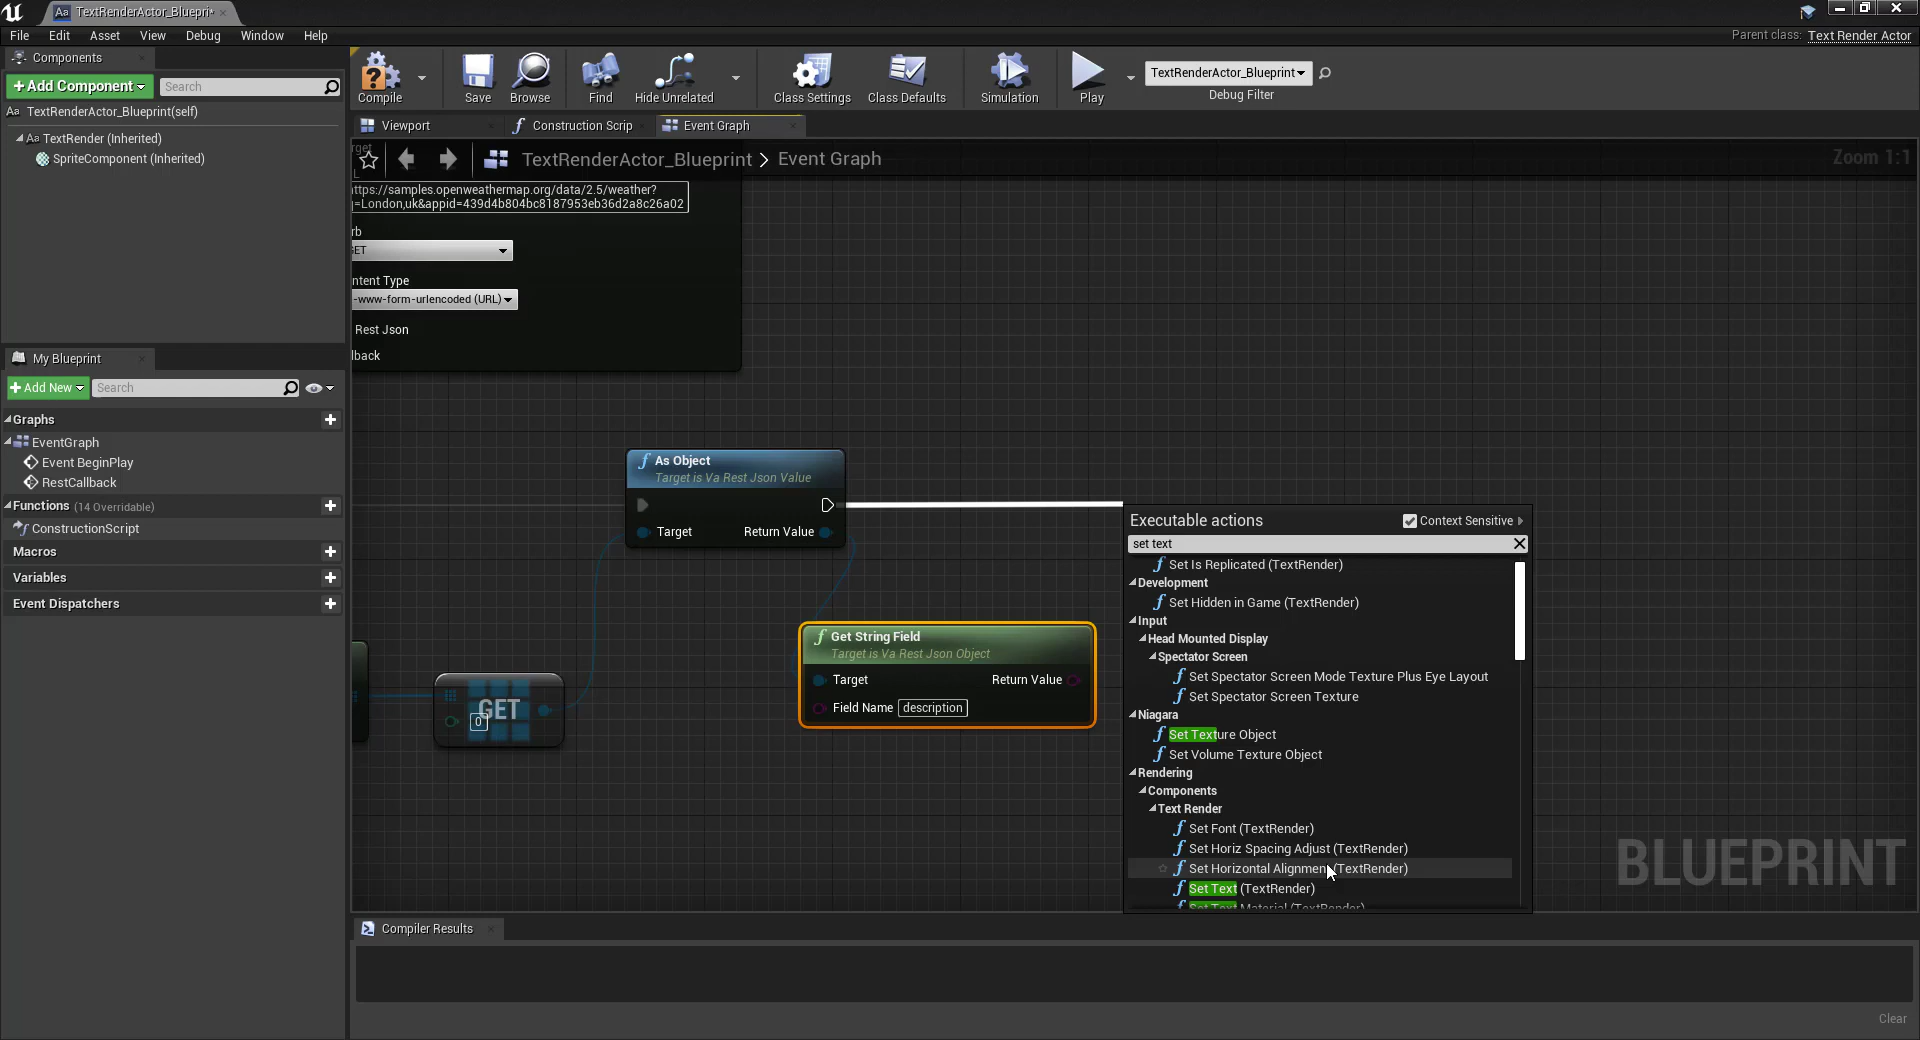 TextRenderActor_Blueprin
File Edit Asset View Debug Window Help
Parent class: Text Render Actor
Components
+ Add Component
Search
TextRenderActor_Blueprint(self)
TextRender (Inherited)
SpriteComponent (Inherited)
Compile
Save
Browse
Find
Hide Unrelated
Class Settings
Class Defaults
Simulation
Play
TextRenderActor_Blueprint
Debug Filter
Viewport
Construction Scrip
Event Graph
TextRenderActor_Blueprint > Event Graph
Zoom 1:1
ttps://samples.openweathermap.org/data/2.5/weather?
=London,uk&appid=439d4b804bc8187953eb36d2a8c26a02
rb
GET
ntent Type
-www-form-urlencoded (URL)
Rest Json
lback
My Blueprint
+ Add New
Search
Graphs
EventGraph
Event BeginPlay
RestCallback
Functions (14 Overridable)
ConstructionScript
Macros
Variables
Event Dispatchers
As Object
Target is Va Rest Json Value
Target
Return Value
GET
0
Get String Field
Target is Va Rest Json Object
Target
Return Value
Field Name description
Executable actions
Context Sensitive
set text
Set Is Replicated (TextRender)
Development
Set Hidden in Game (TextRender)
Input
Head Mounted Display
Spectator Screen
Set Spectator Screen Mode Texture Plus Eye Layout
Set Spectator Screen Texture
Niagara
Set Texture Object
Set Volume Texture Object
Rendering
Components
Text Render
Set Font (TextRender)
Set Horiz Spacing Adjust (TextRender)
Set Horizontal Alignment (TextRender)
Set Text (TextRender)
Set Text Material (TextRender)
BLUEPRINT
Compiler Results
Clear